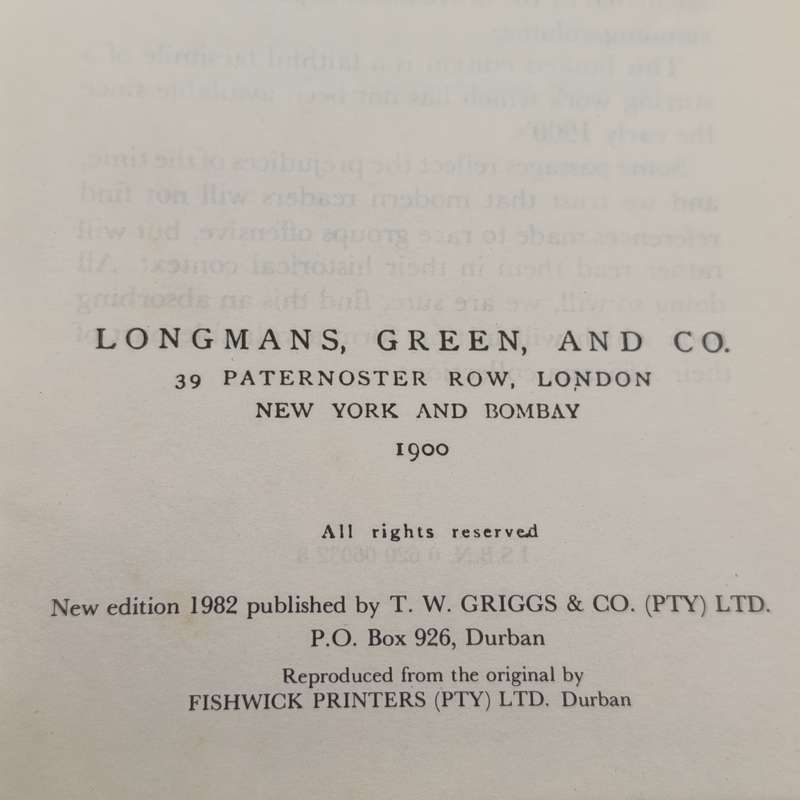 LONGMANS, GREEN, AND CO.
39 PATERNOSTER ROW, LONDON
NEW YORK AND BOMBAY
1900
All rights reserved
New edition 1982 published by T. W. GRIGGS & CO. (PTY) LTD.
P.O. Box 926, Durban
Reproduced from the original by
FISHWICK PRINTERS (PTY) LTD. Durban